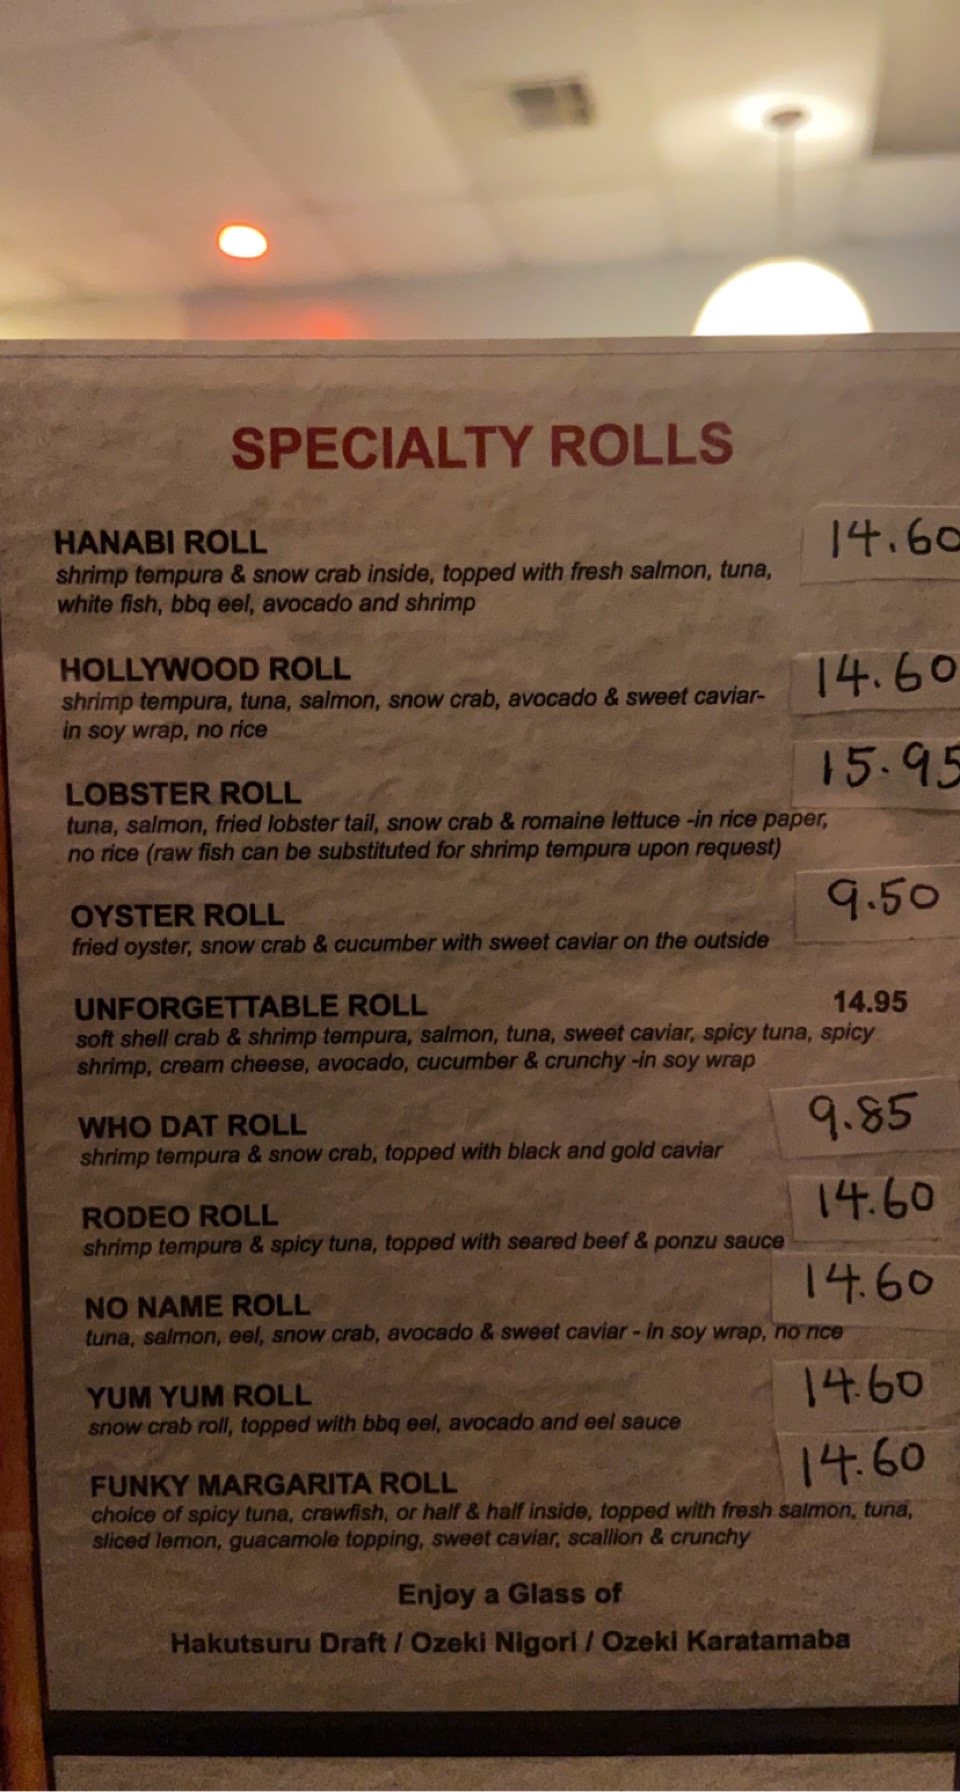 SPECIALTY ROLLS
HANABI ROLL 14.60
shrimp tempura & snow crab inside, topped with fresh salmon, tuna,
white fish, bbq eel, avocado and shrimp
HOLLYWOOD ROLL 14.60
shrimp tempura, tuna, salmon, snow crab, avocado & sweet caviar-
in soy wrap, no rice
LOBSTER ROLL 15.95
tuna, salmon, fried lobster tail, snow crab & romaine lettuce -in rice paper,
no rice (raw fish can be substituted for shrimp tempura upon request)
OYSTER ROLL 9.50
fried oyster, snow crab & cucumber with sweet caviar on the outside
UNFORGETTABLE ROLL 14.95
soft shell crab & shrimp tempura, salmon, tuna, sweet caviar, spicy tuna, spicy
shrimp, cream cheese, avocado, cucumber & crunchy -in soy wrap
WHO DAT ROLL 9.85
shrimp tempura & snow crab, topped with black and gold caviar
RODEO ROLL 14.60
shrimp tempura & spicy tuna, topped with seared beef & ponzu sauce
NO NAME ROLL 14.60
tuna, salmon, eel, snow crab, avocado & sweet caviar - in soy wrap, no rice
YUM YUM ROLL 14.60
snow crab roll, topped with bbq eel, avocado and eel sauce
FUNKY MARGARITA ROLL 14.60
choice of spicy tuna, crawfish, or half & half inside, topped with fresh salmon, tuna,
sliced lemon, guacamole topping, sweet caviar, scallion & crunchy
Enjoy a Glass of
Hakutsuru Draft / Ozeki Nigori / Ozeki Karatamaba